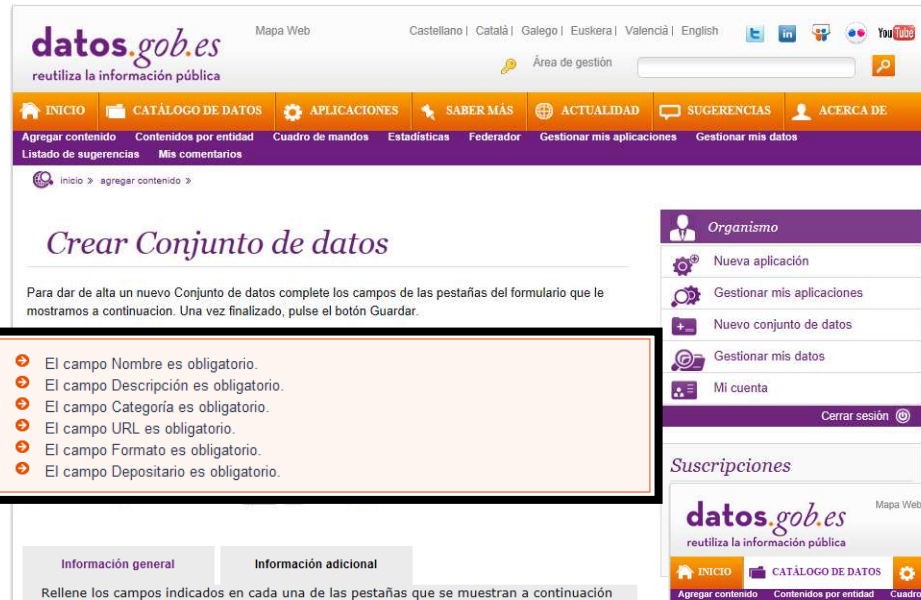 Mapa Web
Castellano | Català | Galego | Euskera | Valencià | English
You Tube
datos.gob.es
reutiliza la información pública
Área de gestión
INICIO CATÁLOGO DE DATOS APLICACIONES SABER MÁS ACTUALIDAD SUGERENCIAS ACERCA DE
Agregar contenido Contenidos por entidad Cuadro de mandos Estadísticas Federador Gestionar mis aplicaciones Gestionar mis datos
Listado de sugerencias Mis comentarios
inicio » agregar contenido »
Crear Conjunto de datos
Para dar de alta un nuevo Conjunto de datos complete los campos de las pestañas del formulario que le
mostramos a continuacion. Una vez finalizado, pulse el botón Guardar.
El campo Nombre es obligatorio.
El campo Descripción es obligatorio.
El campo Categoría es obligatorio.
El campo URL es obligatorio.
El campo Formato es obligatorio.
El campo Depositario es obligatorio.
Información general Información adicional
Rellene los campos indicados en cada una de las pestañas que se muestran a continuación
Organismo
Nueva aplicación
Gestionar mis aplicaciones
Nuevo conjunto de datos
Gestionar mis datos
Mi cuenta
Cerrar sesión
Suscripciones
Mapa Web
datos.gob.es
reutiliza la información pública
INICIO CATÁLOGO DE DATOS
Agregar contenido Contenidos por entidad Cuadro